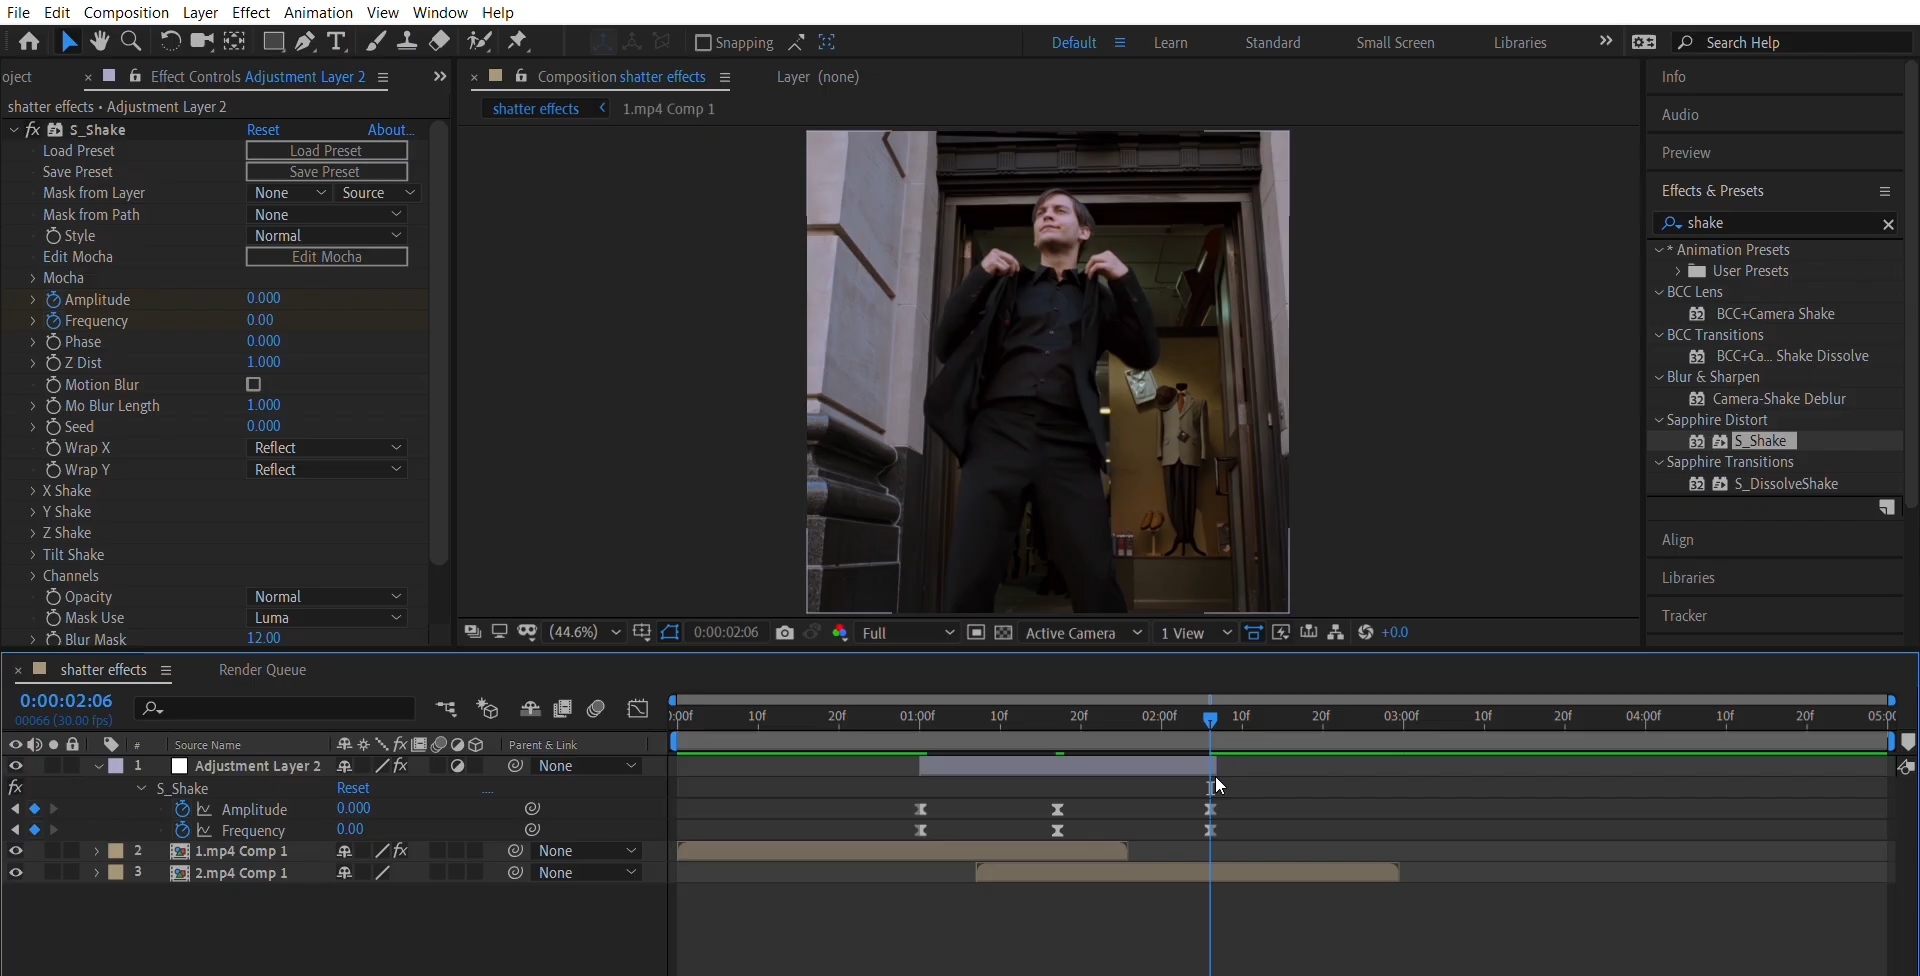 File Edit Composition Layer Effect Animation View Window Help
Snapping Default Learn Standard Small Screen Libraries Search Help
oject Effect Controls Adjustment Layer 2
shatter effects • Adjustment Layer 2
S_Shake Reset About...
Load Preset Load Preset
Save Preset Save Preset
Mask from Layer None Source
Mask from Path None
Style Normal
Edit Mocha Edit Mocha
Mocha
Amplitude 0.000
Frequency 0.00
Phase 0.000
Z Dist 1.000
Motion Blur
Mo Blur Length 1.000
Seed 0.000
Wrap X Reflect
Wrap Y Reflect
X Shake
Y Shake
Z Shake
Tilt Shake
Channels
Opacity Normal
Mask Use Luma
Blur Mask 12.00
Composition shatter effects Layer (none)
shatter effects 1.mp4 Comp 1
(44.6%) 0:00:02:06 Full Active Camera 1 View +0.0
Info
Audio
Preview
Effects & Presets
shake
* Animation Presets
User Presets
BCC Lens
32 BCC+Camera Shake
BCC Transitions
32 BCC+Ca... Shake Dissolve
Blur & Sharpen
32 Camera-Shake Deblur
Sapphire Distort
32 S_Shake
Sapphire Transitions
32 S_DissolveShake
Align
Libraries
Tracker
shatter effects Render Queue
0:00:02:06
00066 (30.00 fps)
):00f 10f 20f 01:00f 10f 20f 02:00f 10f 20f 03:00f 10f 20f 04:00f 10f 20f 05:00
# Source Name fx Parent & Link
1 Adjustment Layer 2 fx None
fx S_Shake Reset ....
Amplitude 0.000
Frequency 0.00
2 1.mp4 Comp 1 fx None
3 2.mp4 Comp 1 None